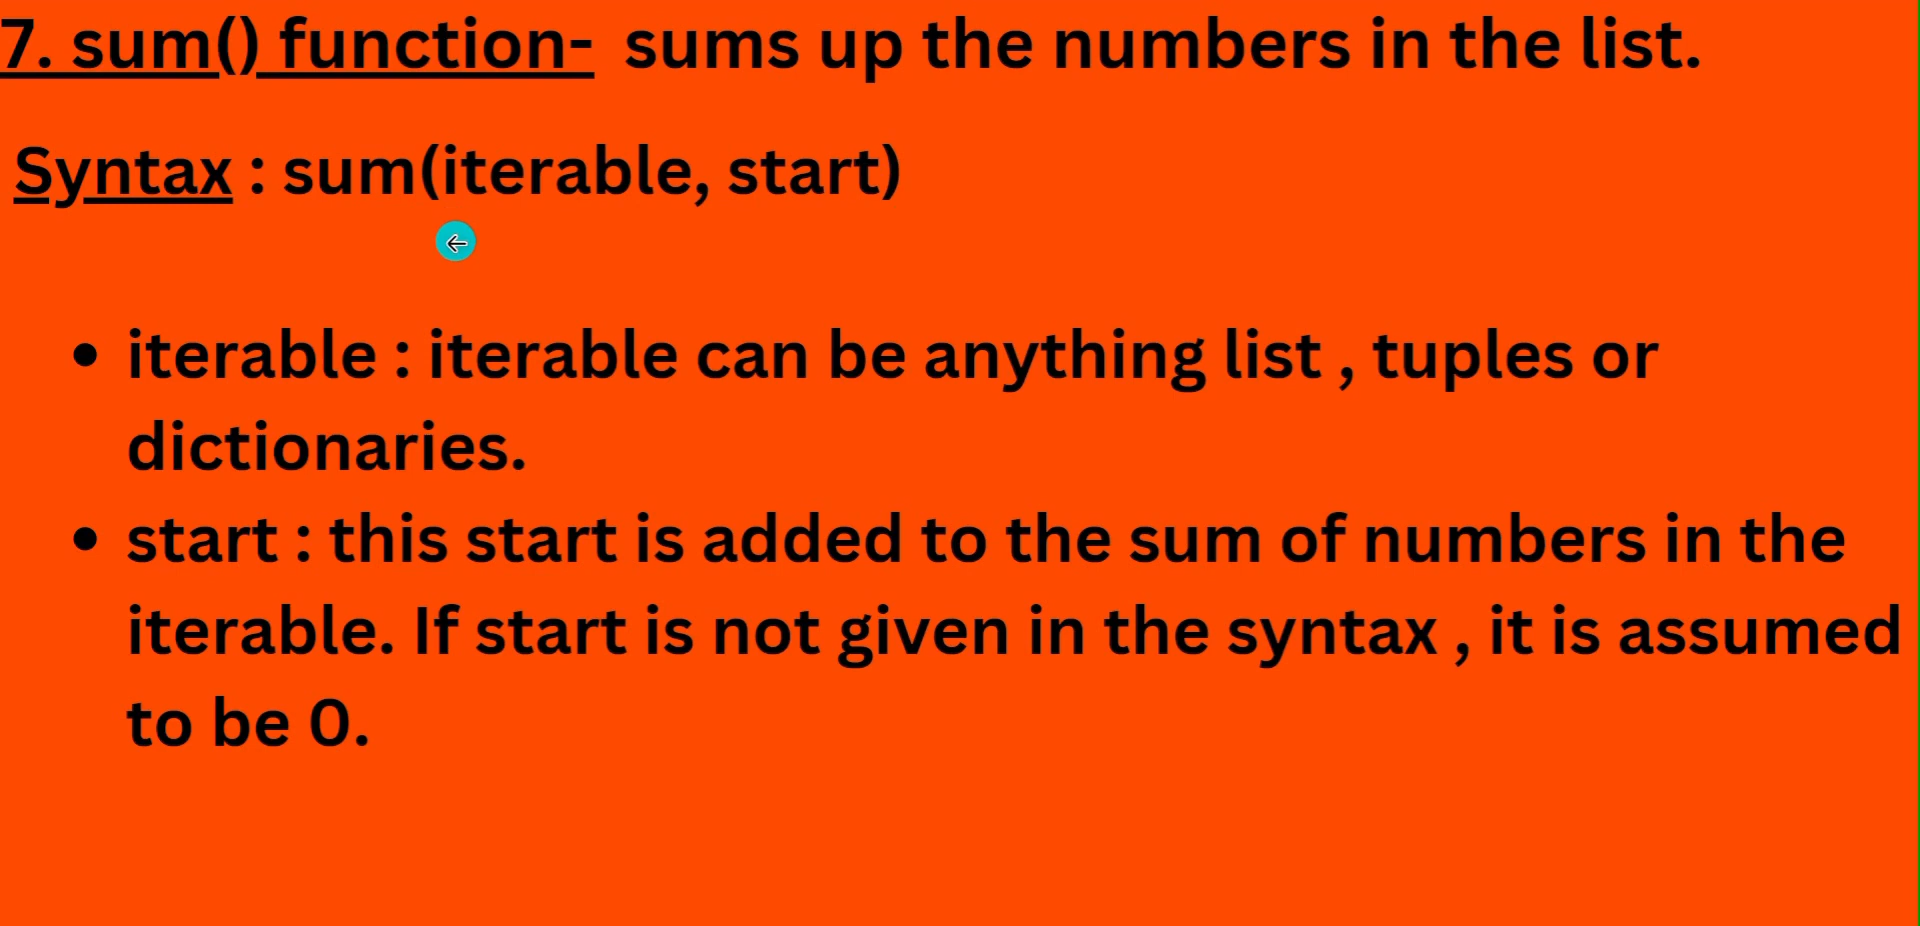 7. sum() function- sums up the numbers in the list.
Syntax : sum(iterable, start)
• iterable : iterable can be anything list , tuples or
dictionaries.
• start : this start is added to the sum of numbers in the
iterable. If start is not given in the syntax , it is assumed
to be 0.